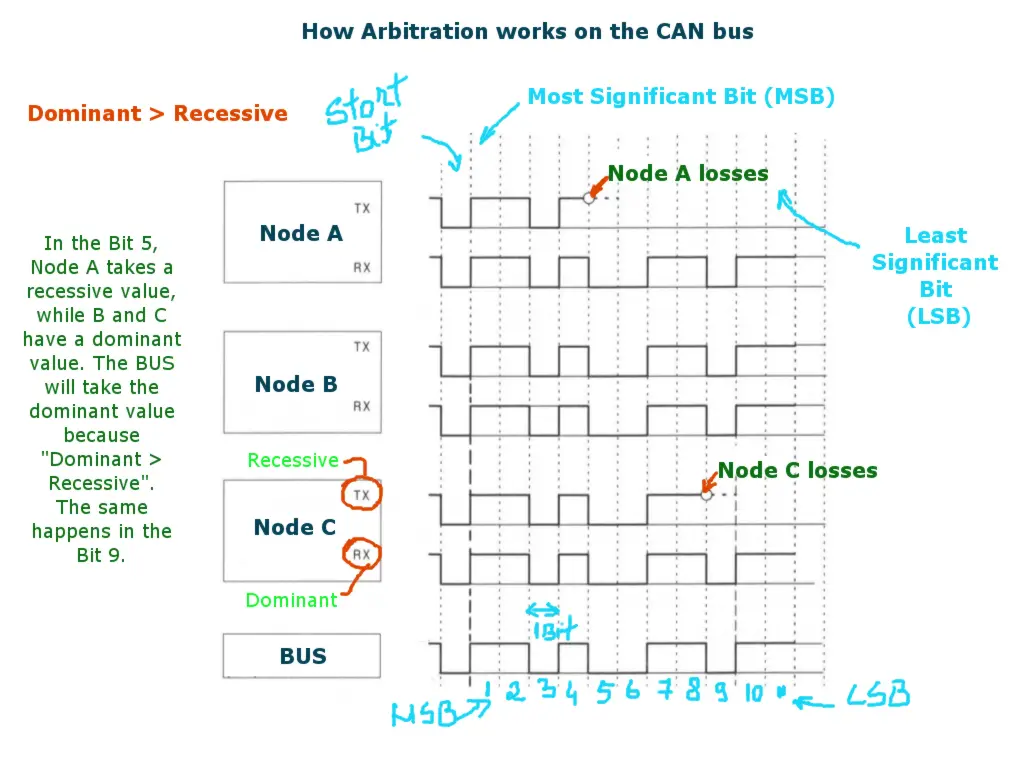 How Arbitration works on the CAN bus
Dominant > Recessive
Start
Bit
Most Significant Bit (MSB)
Node A losses
In the Bit 5,
Node A takes a
recessive value,
while B and C
have a dominant
value. The BUS
will take the
dominant value
because
"Dominant >
Recessive".
The same
happens in the
Bit 9.
TX
Node A
RX
Least
Significant
Bit
(LSB)
TX
Node B
RX
Recessive
Node C losses
TX
Node C
RX
Dominant
1Bit
BUS
1 2 3 4 5 6 7 8 9 10
MSB
LSB